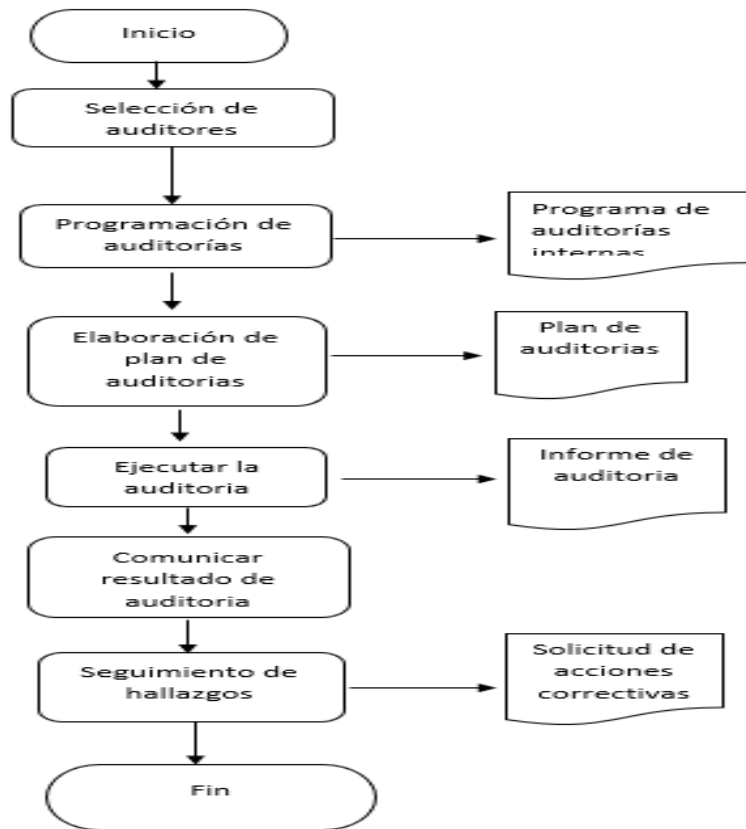 Inicio
Selección de
auditores
Programación de
auditorías
Programa de
auditorías
internas
Elaboración de
plan de
auditorias
Plan de
auditorias
Ejecutar la
auditoria
Informe de
auditoria
Comunicar
resultado de
auditoria
Seguimiento de
hallazgos
Solicitud de
acciones
correctivas
Fin